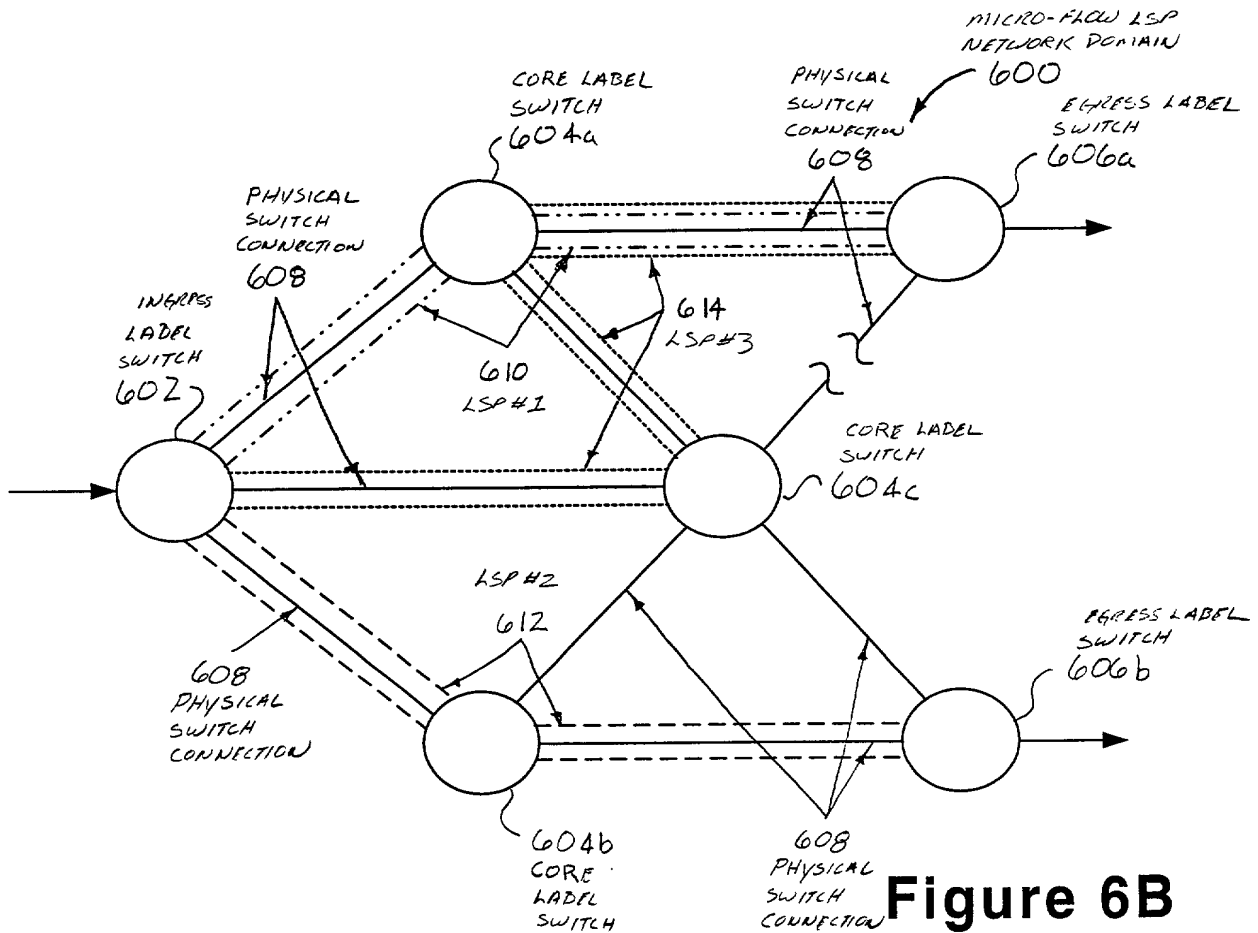 MICRO-FLOW LSP
NETWORK DOMAIN
600
CORE LABEL
SWITCH
604a
PHYSICAL
SWITCH
CONNECTION
608
EGRESS LABEL
SWITCH
606a
PHYSICAL
SWITCH
CONNECTION
608
INGRESS
LABEL
SWITCH
602
614
LSP#3
610
LSP#1
CORE LABEL
SWITCH
604c
LSP#2
612
EGRESS LABEL
SWITCH
606b
608
PHYSICAL
SWITCH
CONNECTION
604b
CORE
LABEL
SWITCH
608
PHYSICAL
SWITCH
CONNECTION
Figure 6B